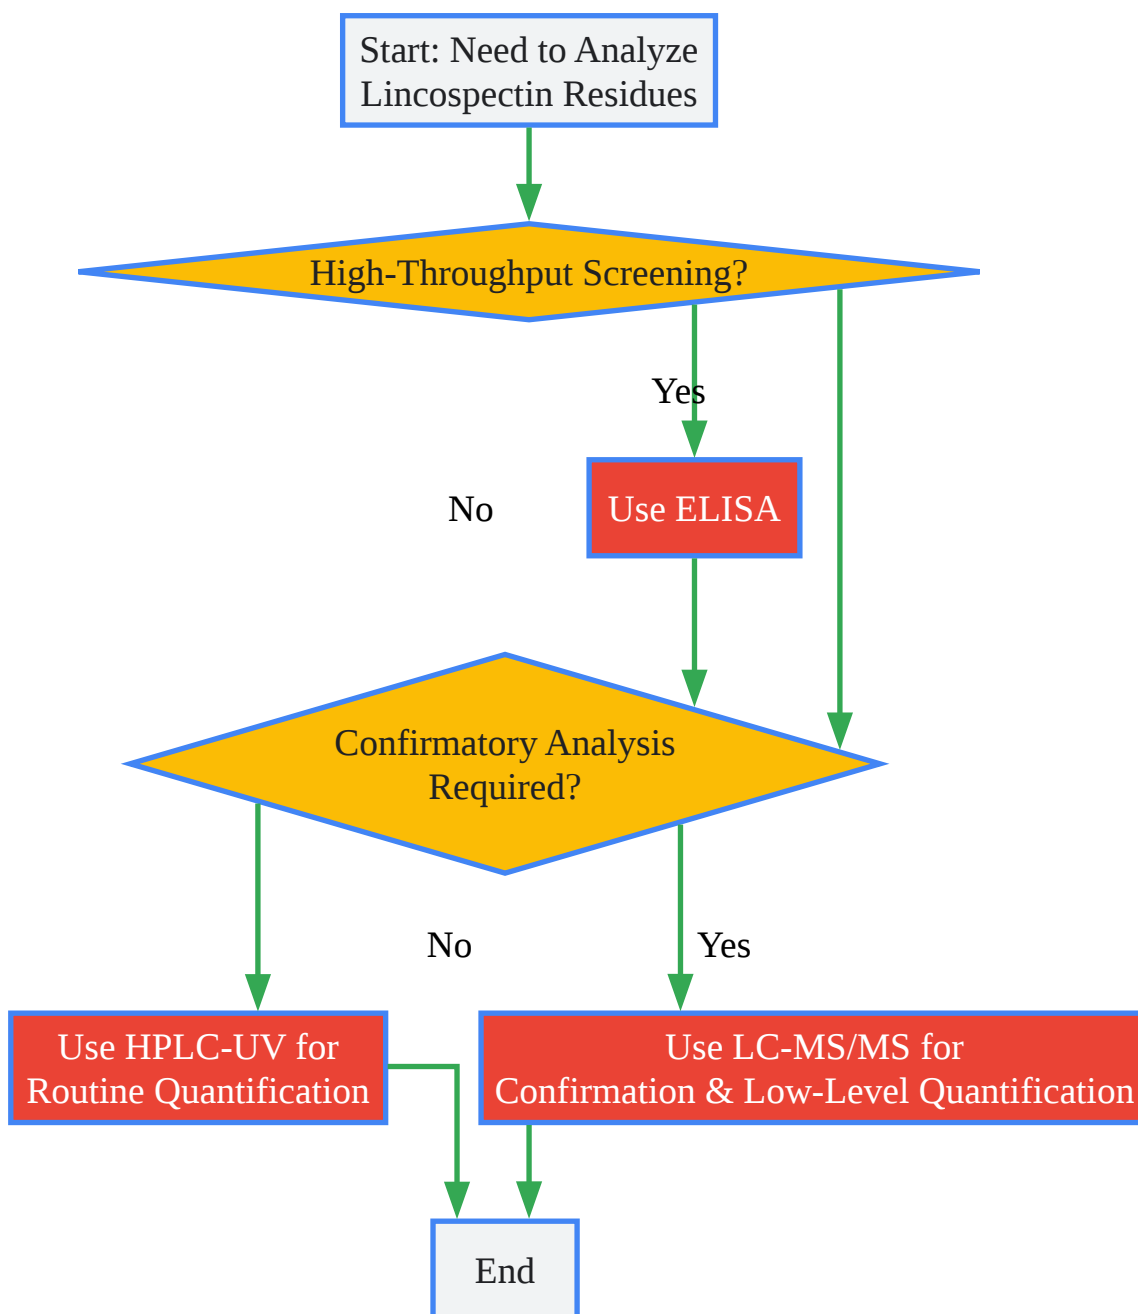 Start: Need to Analyze
Lincospectin Residues
High-Throughput Screening?
Yes
No
Use ELISA
Confirmatory Analysis
Required?
No
Yes
Use HPLC-UV for
Routine Quantification
Use LC-MS/MS for
Confirmation & Low-Level Quantification
End